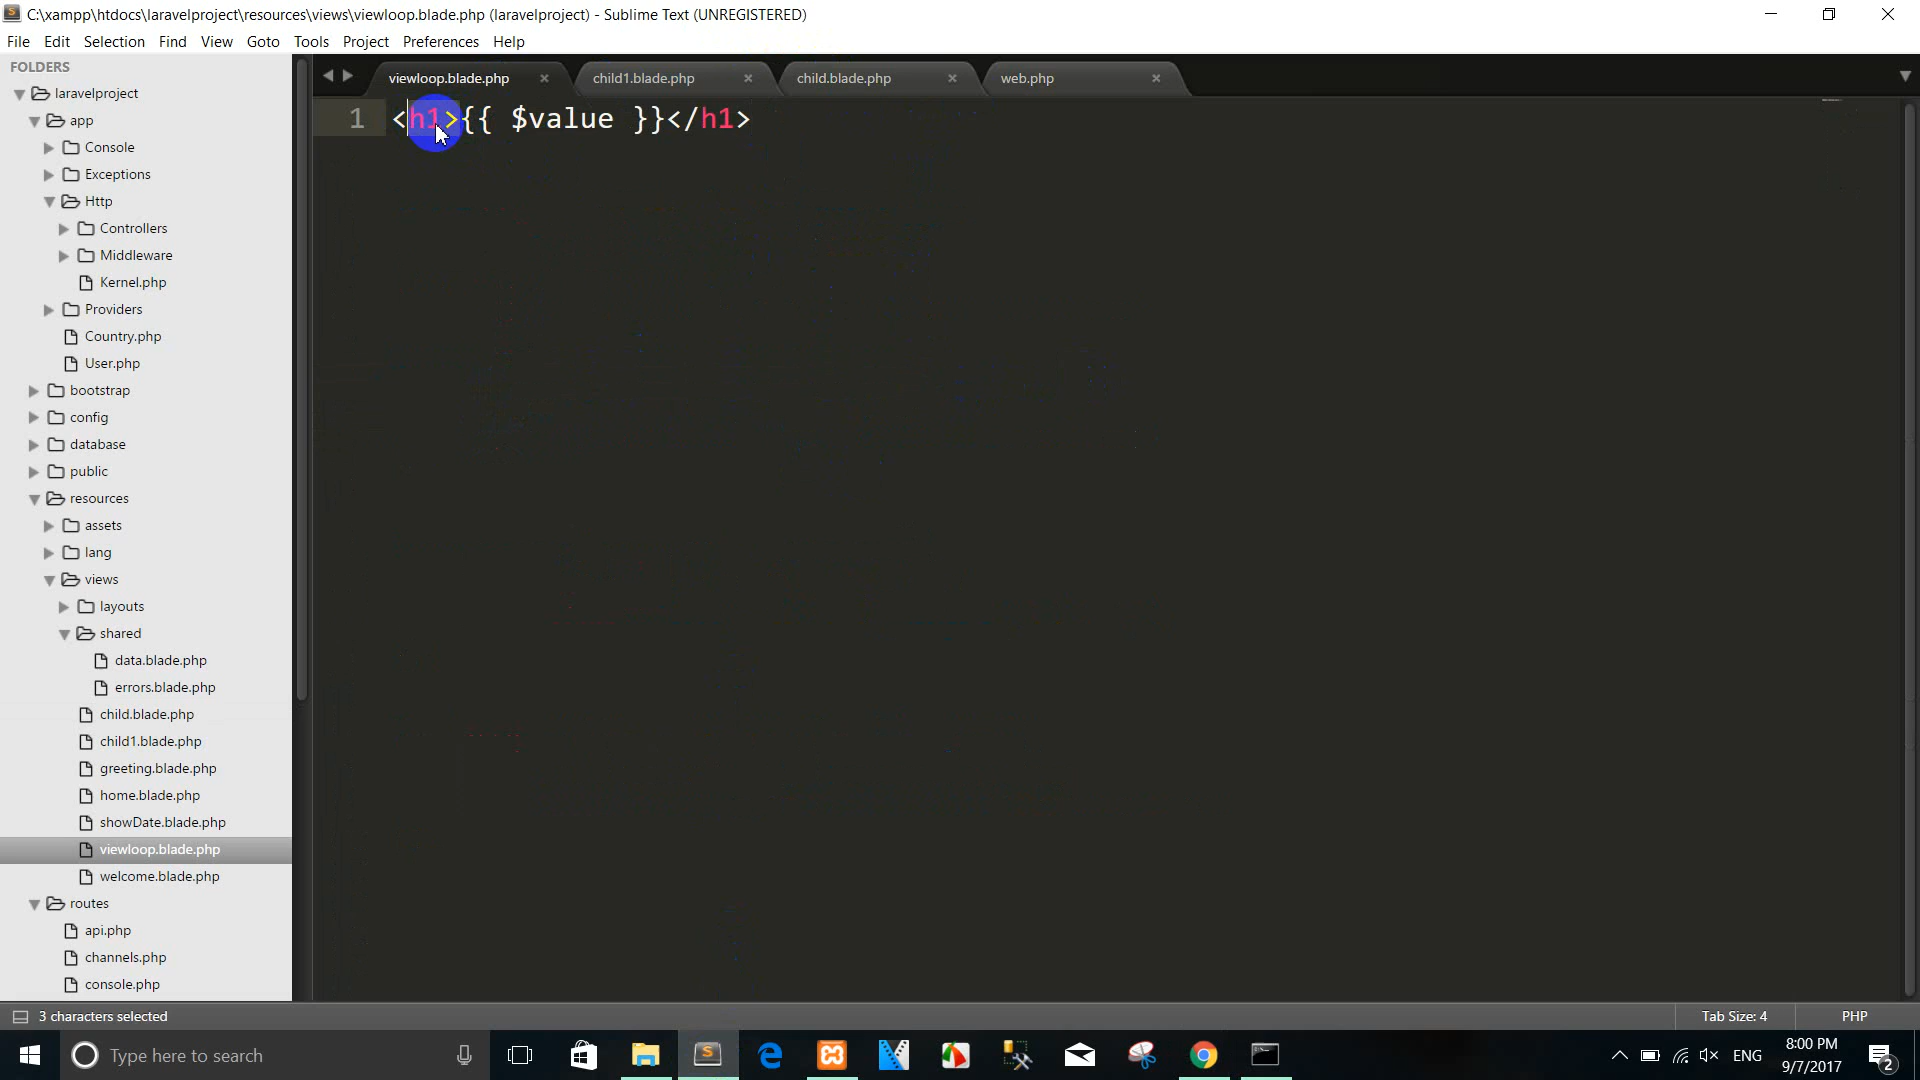 C:\xampp\htdocs\laravelproject\resources\views\viewloop.blade.php (laravelproject) - Sublime Text (UNREGISTERED)
File Edit Selection Find View Goto Tools Project Preferences Help
FOLDERS
laravelproject
app
Console
Exceptions
Http
Controllers
Middleware
Kernel.php
Providers
Country.php
User.php
bootstrap
config
database
public
resources
assets
lang
views
layouts
shared
data.blade.php
errors.blade.php
child.blade.php
child1.blade.php
greeting.blade.php
home.blade.php
showDate.blade.php
viewloop.blade.php
welcome.blade.php
routes
api.php
channels.php
console.php
viewloop.blade.php child1.blade.php child.blade.php web.php
1 <h1>{{ $value }}</h1>
3 characters selected Tab Size: 4 PHP
Type here to search
ENG
8:00 PM
9/7/2017
2